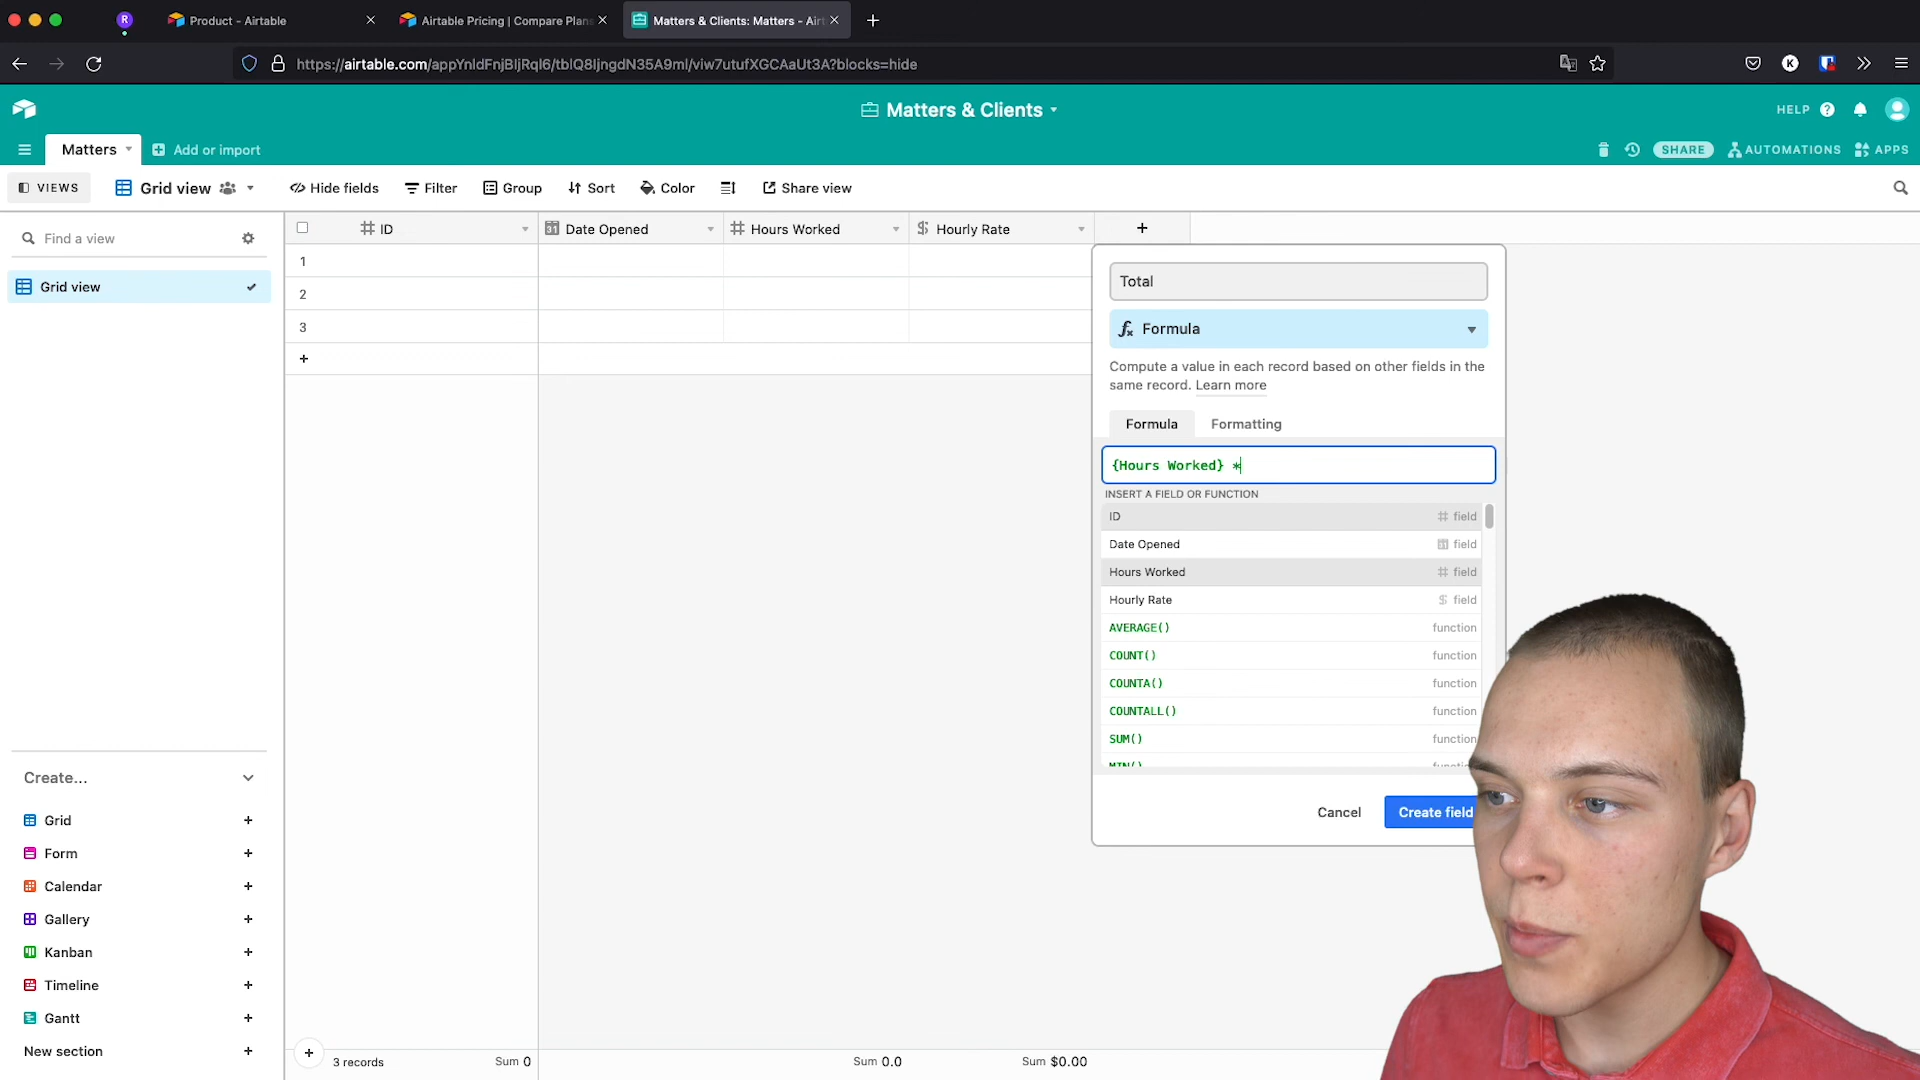 R
Product - Airtable
Airtable Pricing | Compare Plans
Matters & Clients: Matters - Airt
https://airtable.com/appYnldFnjBIjRql6/tblQ8IjngdN35A9ml/viw7utufXGCAaUt3A?blocks=hide
K
Matters & Clients
HELP
Matters
Add or import
SHARE
AUTOMATIONS
APPS
VIEWS
Grid view
Hide fields
Filter
Group
Sort
Color
Share view
Find a view
ID
Date Opened
Hours Worked
Hourly Rate
Grid view
1
2
3
Total
Formula
Compute a value in each record based on other fields in the
same record. Learn more
Formula
Formatting
{Hours Worked} *
INSERT A FIELD OR FUNCTION
ID
field
Date Opened
field
Hours Worked
field
Hourly Rate
field
AVERAGE()
function
COUNT()
function
COUNTA()
function
COUNTALL()
function
SUM()
function
MIN()
function
Cancel
Create field
Create...
Grid
Form
Calendar
Gallery
Kanban
Timeline
Gantt
New section
3 records
Sum 0
Sum 0.0
Sum $0.00